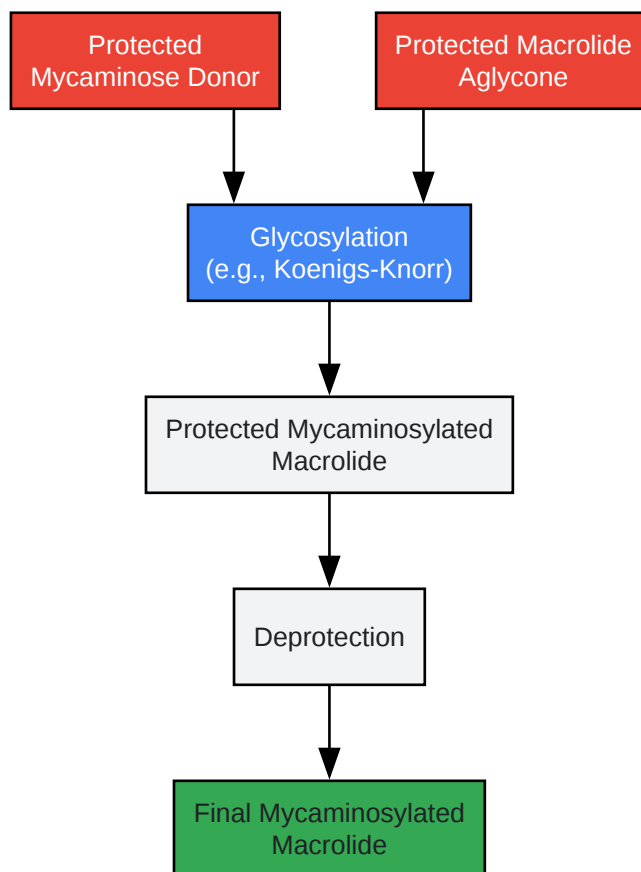 Protected
Mycaminose Donor
Protected Macrolide
Aglycone
Glycosylation
(e.g., Koenigs-Knorr)
Protected Mycaminosylated
Macrolide
Deprotection
Final Mycaminosylated
Macrolide